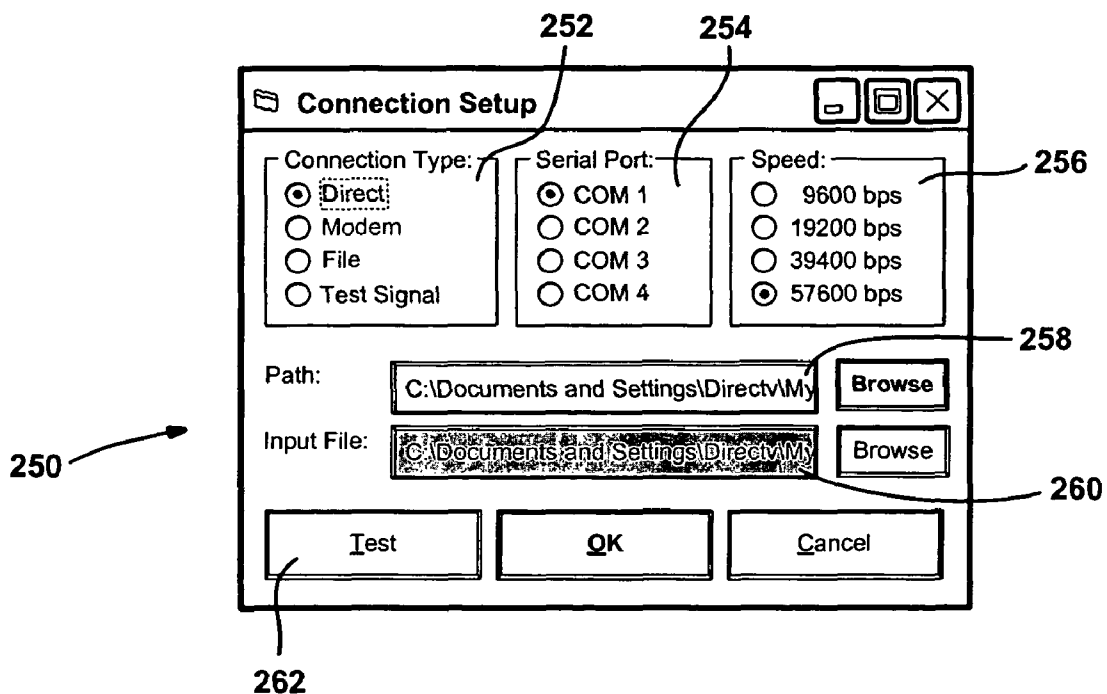 252 254
Connection Setup
Connection Type: Serial Port: Speed: 256
Direct COM 1 9600 bps
Modem COM 2 19200 bps
File COM 3 39400 bps
Test Signal COM 4 57600 bps
258
Path: C:\Documents and Settings\Directv\My Browse
250 Input File: C:\Documents and Settings\Directv\My Browse
260
Test OK Cancel
262